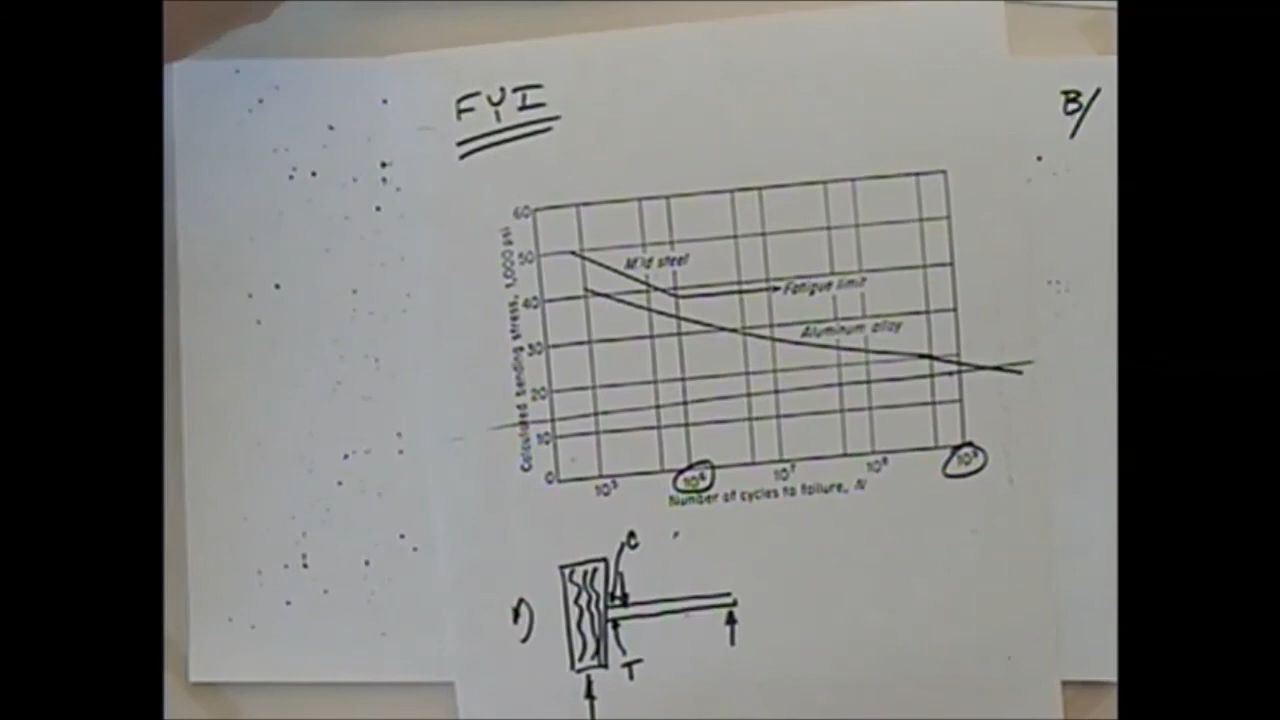 FYI
B/
60
50
40
30
20
10
0
Calculated bending stress, 1,000 psi
Mild steel
Fatigue limit
Aluminum alloy
10⁵
10⁶
10⁷
10⁸
10⁹
Number of cycles to failure, N
C
1)
T